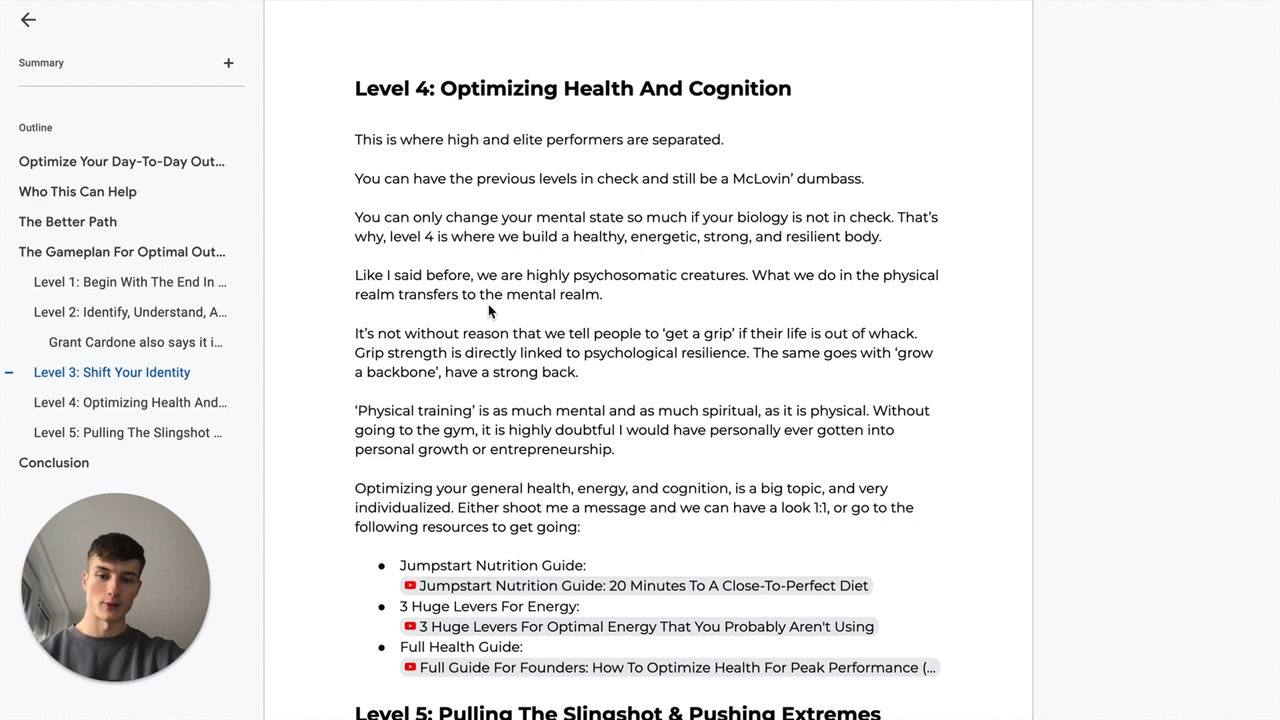 Summary
+
Outline
Optimize Your Day-To-Day Out...
Who This Can Help
The Better Path
The Gameplan For Optimal Out...
Level 1: Begin With The End In ...
Level 2: Identify, Understand, A...
Grant Cardone also says it i...
Level 3: Shift Your Identity
Level 4: Optimizing Health And...
Level 5: Pulling The Slingshot ...
Conclusion
Level 4: Optimizing Health And Cognition
This is where high and elite performers are separated.
You can have the previous levels in check and still be a McLovin’ dumbass.
You can only change your mental state so much if your biology is not in check. That’s
why, level 4 is where we build a healthy, energetic, strong, and resilient body.
Like I said before, we are highly psychosomatic creatures. What we do in the physical
realm transfers to the mental realm.
It’s not without reason that we tell people to ‘get a grip’ if their life is out of whack.
Grip strength is directly linked to psychological resilience. The same goes with ‘grow
a backbone’, have a strong back.
‘Physical training’ is as much mental and as much spiritual, as it is physical. Without
going to the gym, it is highly doubtful I would have personally ever gotten into
personal growth or entrepreneurship.
Optimizing your general health, energy, and cognition, is a big topic, and very
individualized. Either shoot me a message and we can have a look 1:1, or go to the
following resources to get going:
● Jumpstart Nutrition Guide:
Jumpstart Nutrition Guide: 20 Minutes To A Close-To-Perfect Diet
● 3 Huge Levers For Energy:
3 Huge Levers For Optimal Energy That You Probably Aren't Using
● Full Health Guide:
Full Guide For Founders: How To Optimize Health For Peak Performance (...
Level 5: Pulling The Slingshot & Pushing Extremes